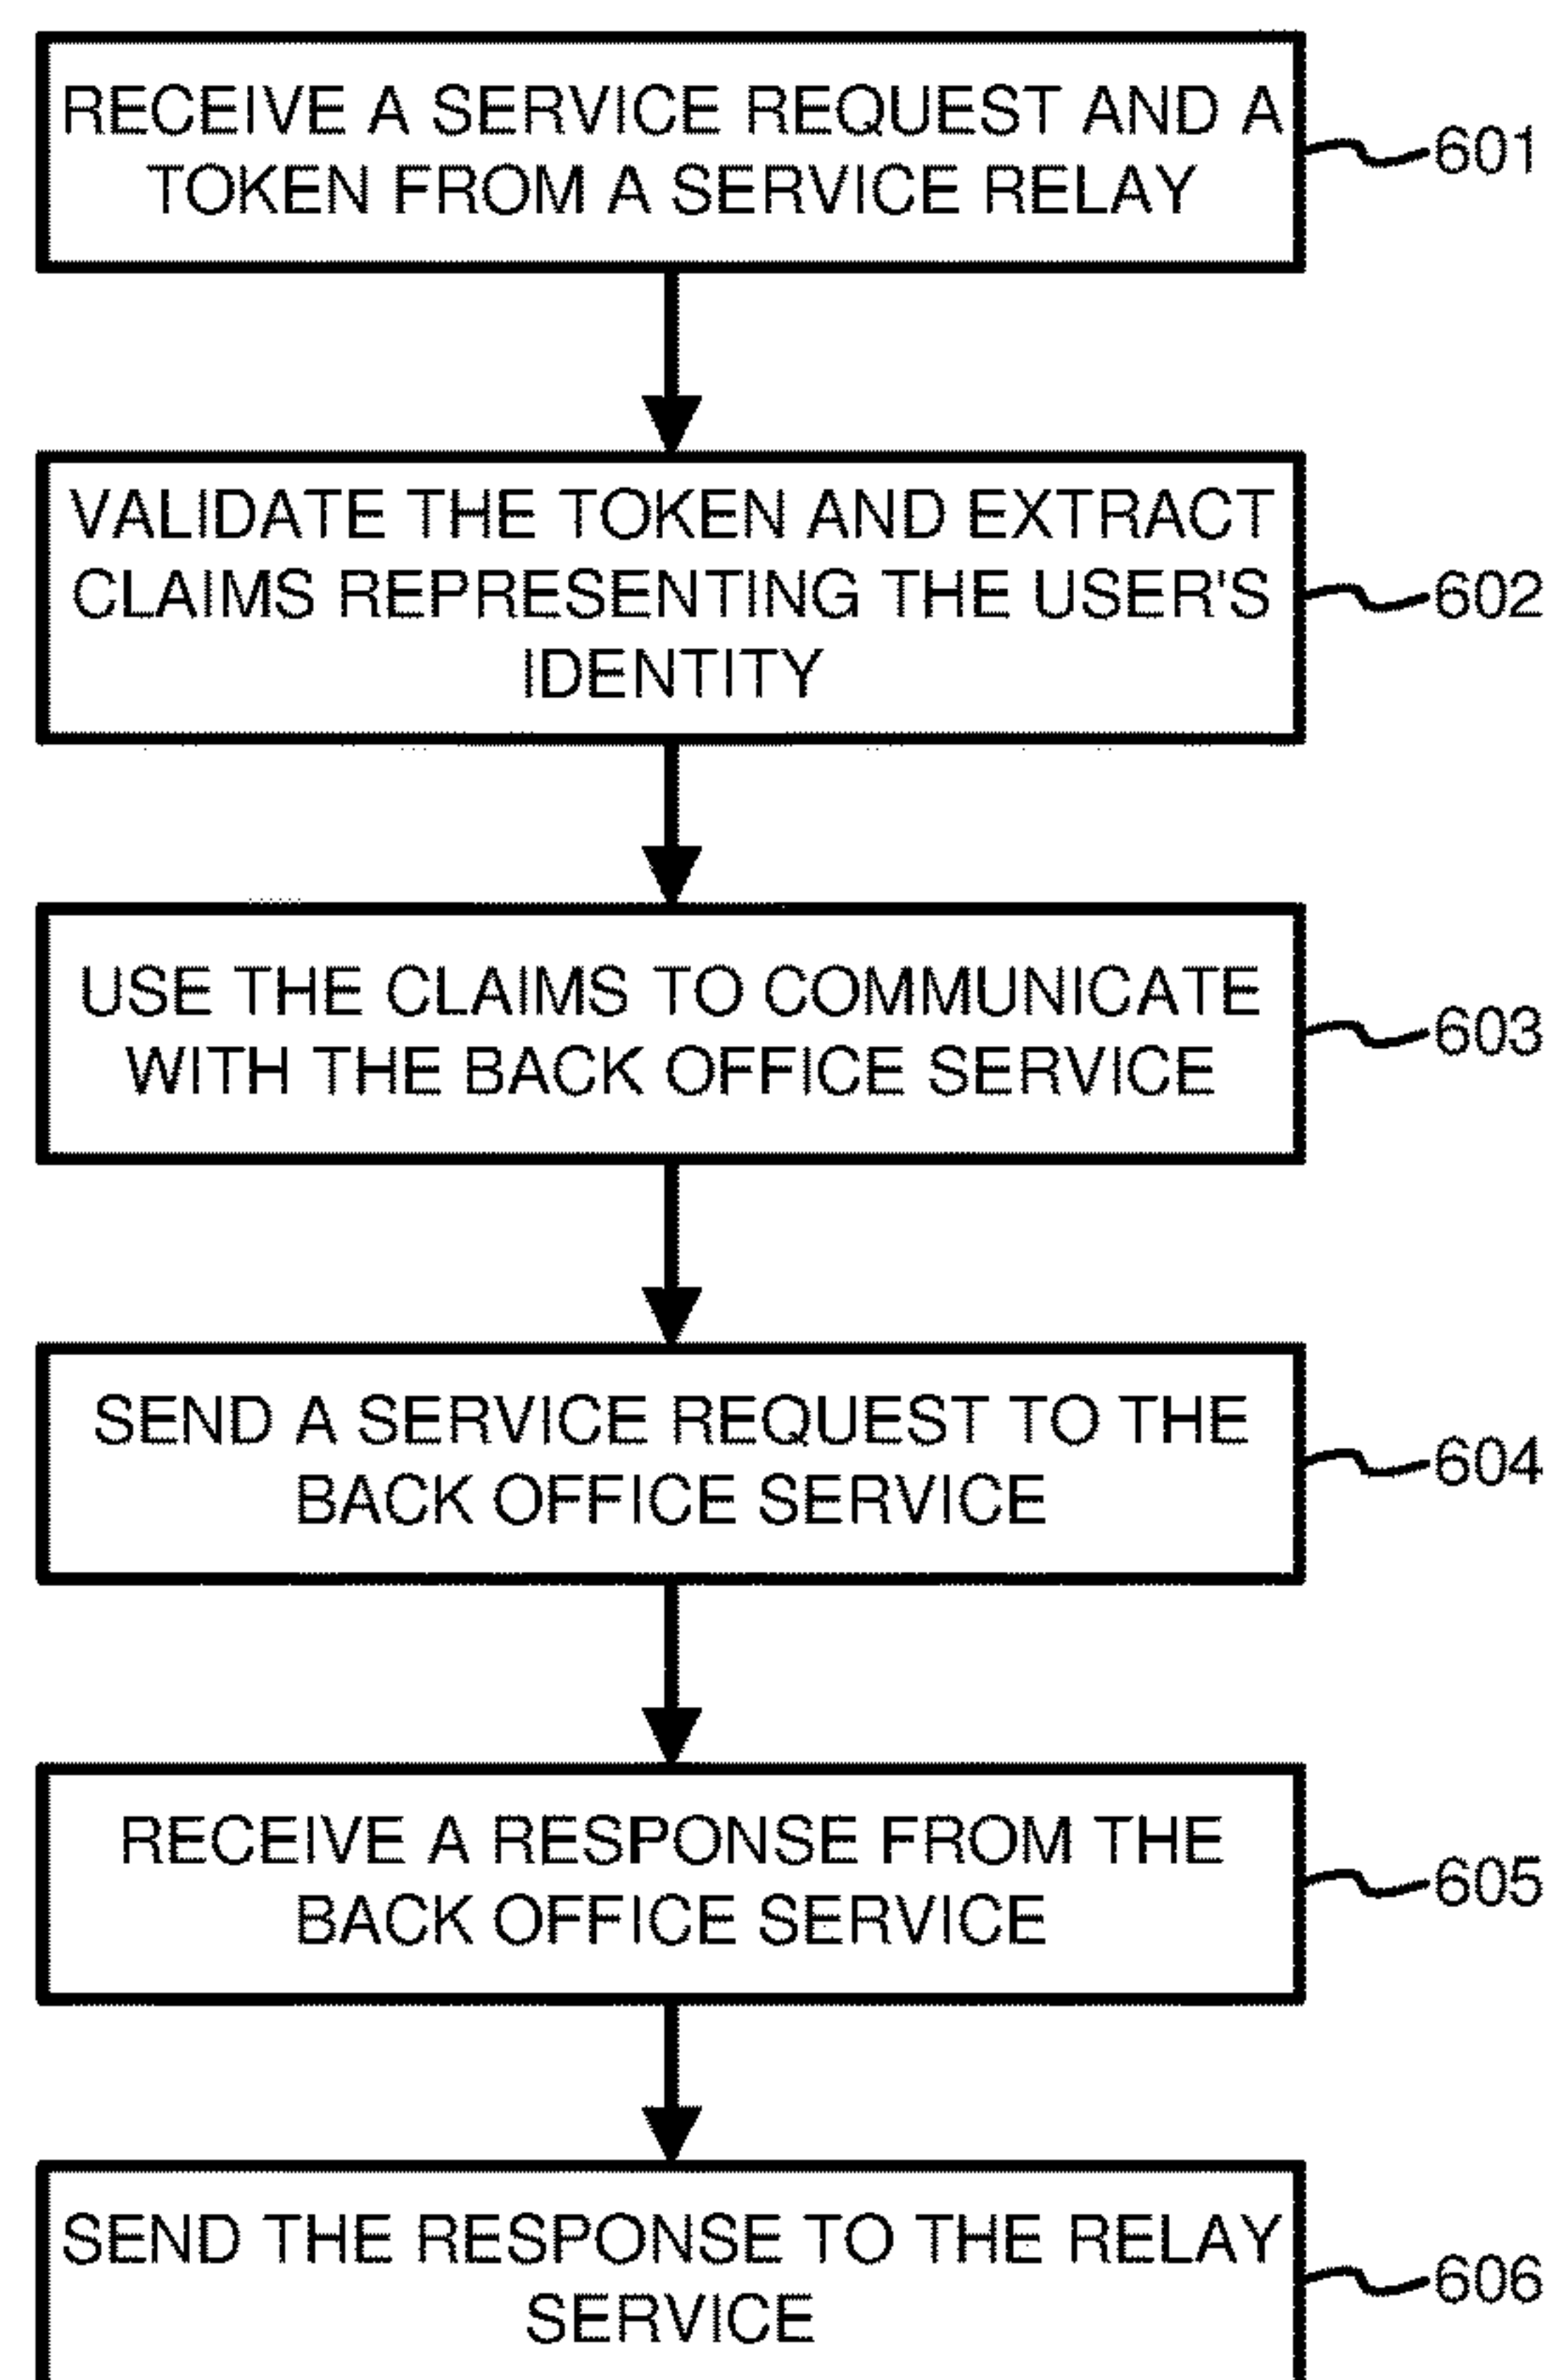 RECEIVE A SERVICE REQUEST AND A
TOKEN FROM A SERVICE RELAY
601
VALIDATE THE TOKEN AND EXTRACT
CLAIMS REPRESENTING THE USER'S
IDENTITY
602
USE THE CLAIMS TO COMMUNICATE
WITH THE BACK OFFICE SERVICE
603
SEND A SERVICE REQUEST TO THE
BACK OFFICE SERVICE
604
RECEIVE A RESPONSE FROM THE
BACK OFFICE SERVICE
605
SEND THE RESPONSE TO THE RELAY
SERVICE
606